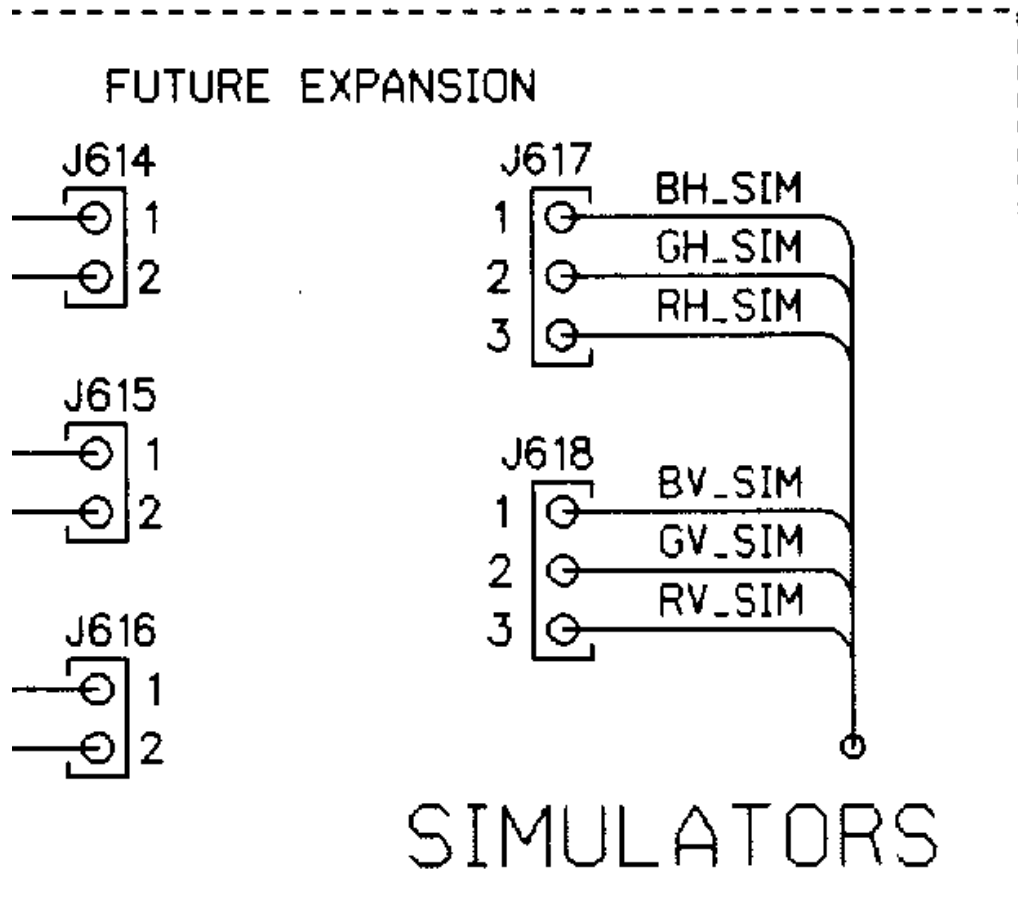 FUTURE EXPANSION
J614
1
2
J615
1
2
J616
1
2
J617
1 BH_SIM
2 GH_SIM
3 RH_SIM
J618
1 BV_SIM
2 GV_SIM
3 RV_SIM
SIMULATORS